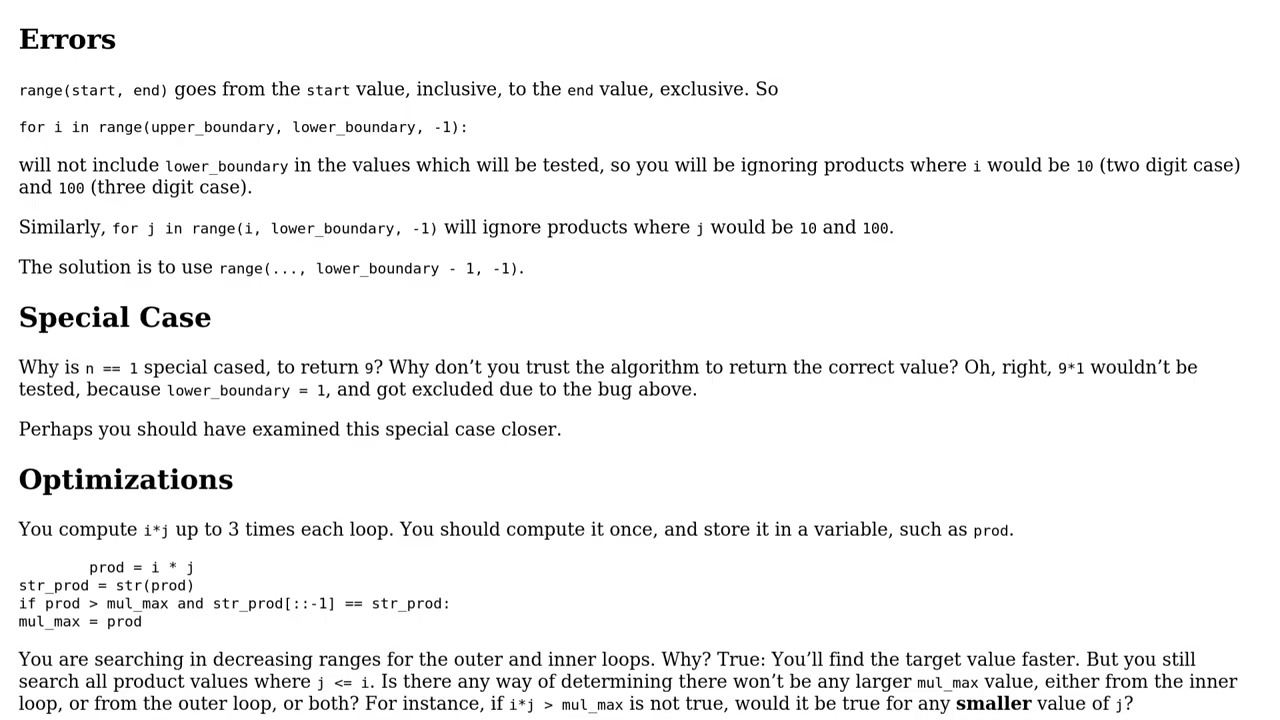 Errors
range(start, end) goes from the start value, inclusive, to the end value, exclusive. So
for i in range(upper_boundary, lower_boundary, -1):
will not include lower_boundary in the values which will be tested, so you will be ignoring products where i would be 10 (two digit case)
and 100 (three digit case).
Similarly, for j in range(i, lower_boundary, -1) will ignore products where j would be 10 and 100.
The solution is to use range(..., lower_boundary - 1, -1).
Special Case
Why is n == 1 special cased, to return 9? Why don’t you trust the algorithm to return the correct value? Oh, right, 9*1 wouldn’t be
tested, because lower_boundary = 1, and got excluded due to the bug above.
Perhaps you should have examined this special case closer.
Optimizations
You compute i*j up to 3 times each loop. You should compute it once, and store it in a variable, such as prod.
prod = i * j
str_prod = str(prod)
if prod > mul_max and str_prod[::-1] == str_prod:
mul_max = prod
You are searching in decreasing ranges for the outer and inner loops. Why? True: You’ll find the target value faster. But you still
search all product values where j <= i. Is there any way of determining there won’t be any larger mul_max value, either from the inner
loop, or from the outer loop, or both? For instance, if i*j > mul_max is not true, would it be true for any smaller value of j?